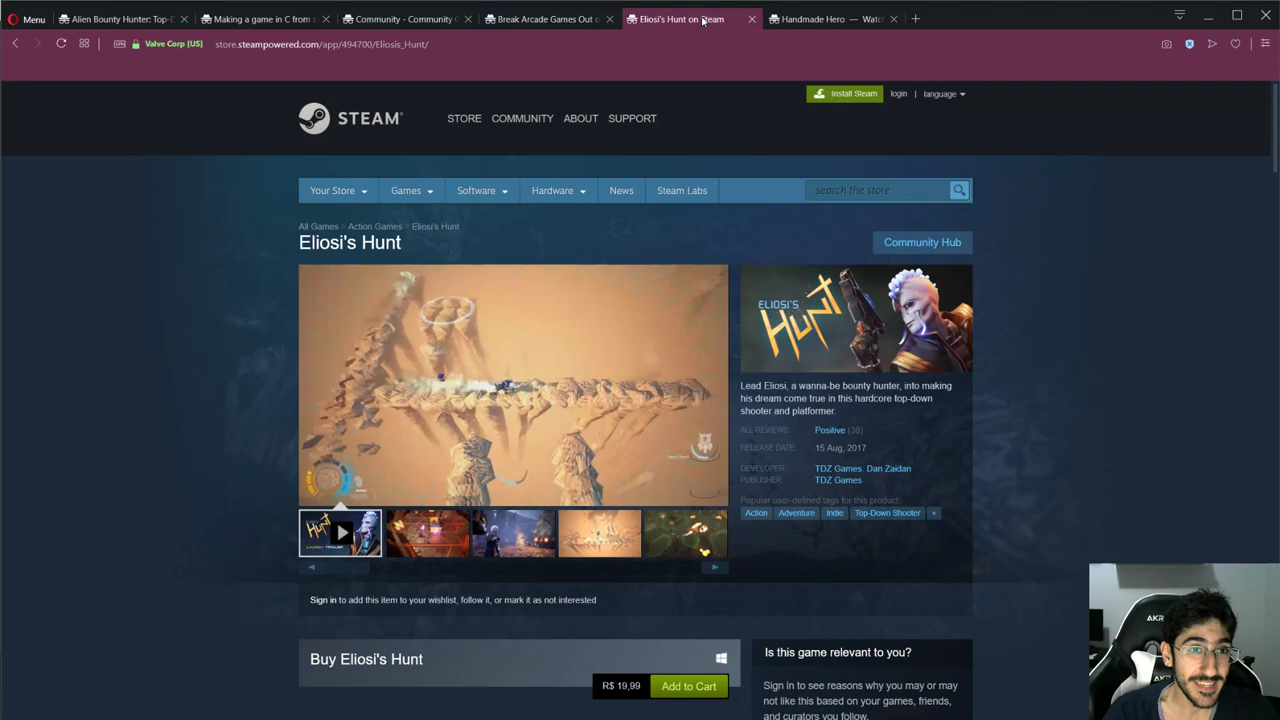 Menu
Alien Bounty Hunter: Top-D
Making a game in C from s
Community - Community
Break Arcade Games Out o
Eliosi's Hunt on Steam
Handmade Hero — Watc
VPN
Valve Corp [US]
store.steampowered.com/app/494700/Eliosis_Hunt/
Install Steam
login | language
STEAM
STORE COMMUNITY ABOUT SUPPORT
Your Store Games Software Hardware News Steam Labs search the store
All Games > Action Games > Eliosi's Hunt
Eliosi's Hunt
Community Hub
ELIOSI'S
HUNT
Lead Eliosi, a wanna-be bounty hunter, into making
his dream come true in this hardcore top-down
shooter and platformer.
ALL REVIEWS: Positive (38)
RELEASE DATE: 15 Aug, 2017
DEVELOPER: TDZ Games, Dan Zaidan
PUBLISHER: TDZ Games
Popular user-defined tags for this product:
Action Adventure Indie Top-Down Shooter +
Sign in to add this item to your wishlist, follow it, or mark it as not interested
Buy Eliosi's Hunt
R$ 19,99 Add to Cart
Is this game relevant to you?
Sign in to see reasons why you may or may
not like this based on your games, friends,
and curators you follow.
AKR
AKR